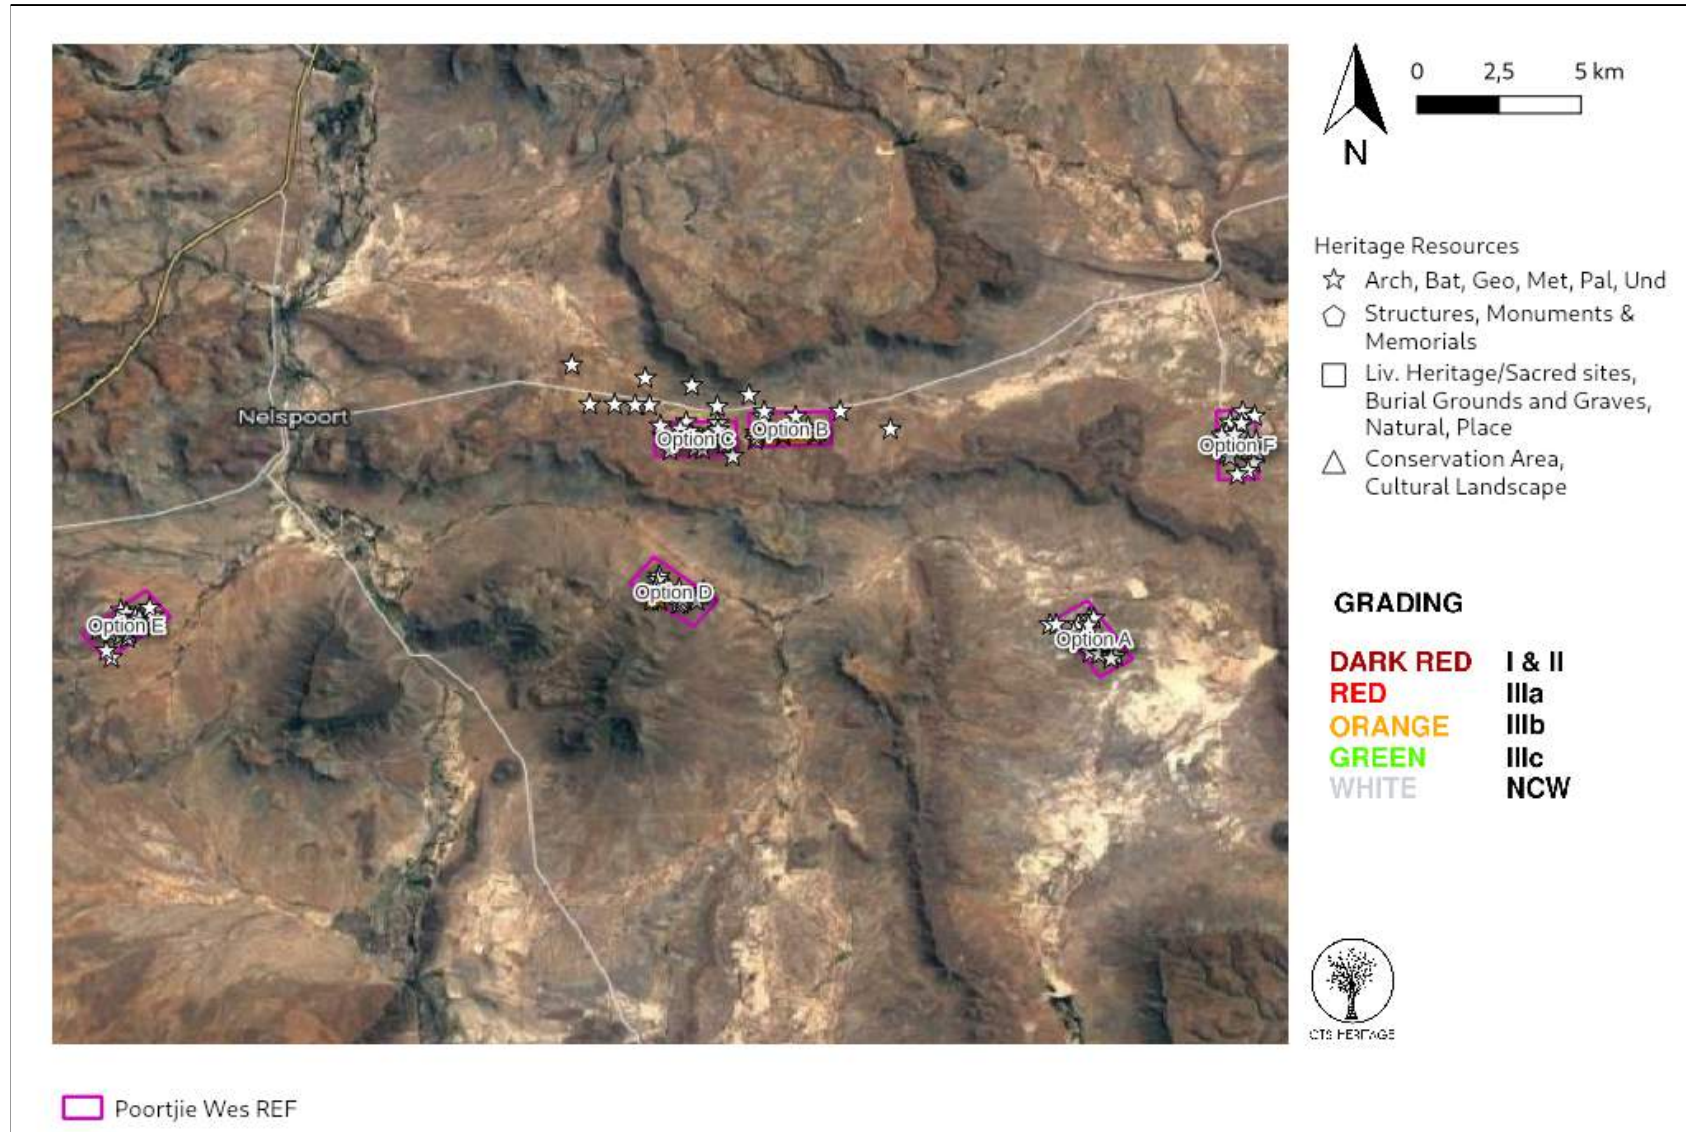 0 2,5 5 km
N
Heritage Resources
Arch, Bat, Geo, Met, Pal, Und
Structures, Monuments &
Memorials
Liv. Heritage/Sacred sites,
Burial Grounds and Graves,
Natural, Place
Conservation Area,
Cultural Landscape
Nelspoort
Option C
Option B
Option F
Option D
Option E
Option A
GRADING
DARK RED I & II
RED IIIa
ORANGE IIIb
GREEN IIIc
WHITE NCW
CTS HERITAGE
Poortjie Wes REF